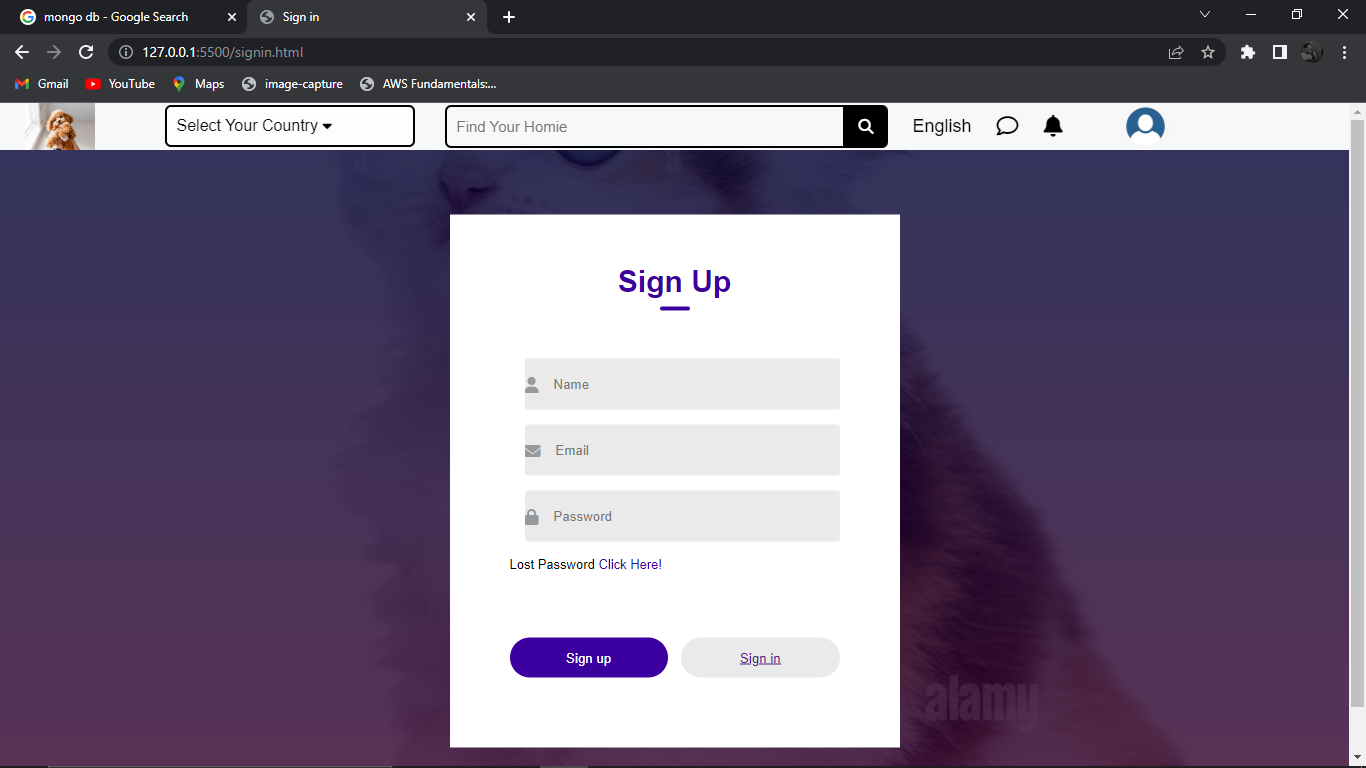 mongo db - Google Search
Sign in
127.0.0.1:5500/signin.html
Gmail YouTube Maps image-capture AWS Fundamentals:...
Select Your Country
Find Your Homie
English
a a
Sign Up
Name
Email
Password
Lost Password Click Here!
Sign up
Sign in
alamy